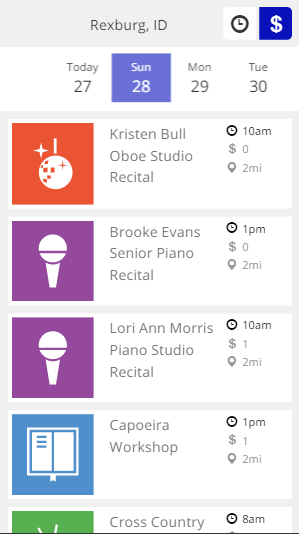 Rexburg, ID
$
Today Sun Mon Tue
27 28 29 30
Kristen Bull
Oboe Studio
Recital
10am
$ 0
2mi
Brooke Evans
Senior Piano
Recital
1pm
$ 0
2mi
Lori Ann Morris
Piano Studio
Recital
10am
$ 1
2mi
Capoeira
Workshop
1pm
$ 1
2mi
Cross Country
8am